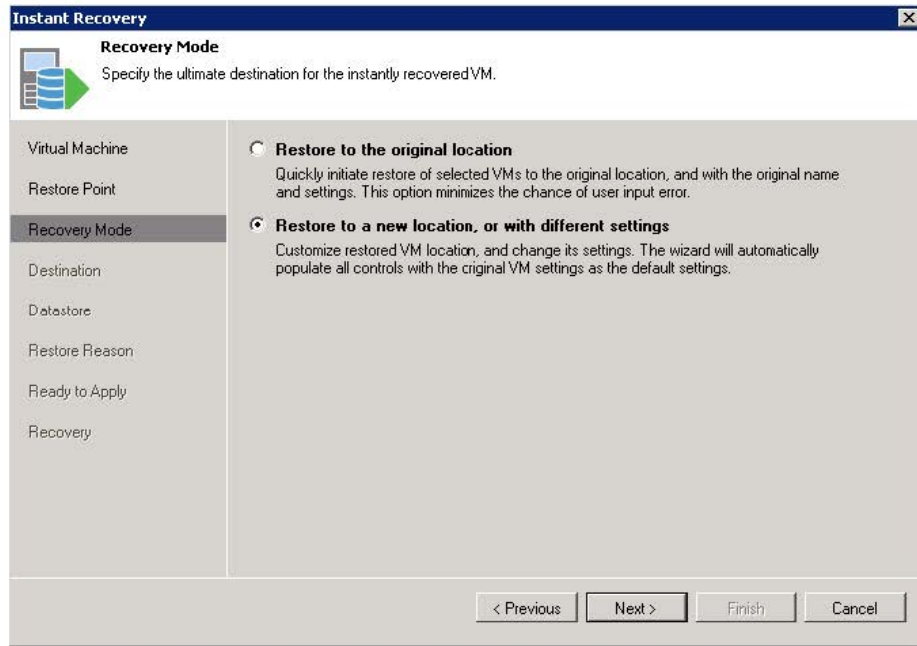 Instant Recovery
Recovery Mode
Specify the ultimate destination for the instantly recovered VM.
Virtual Machine
Restore Point
Recovery Mode
Destination
Datastore
Restore Reason
Ready to Apply
Recovery
Restore to the original location
Quickly initiate restore of selected VMs to the original location, and with the original name
and settings. This option minimizes the chance of user input error.
Restore to a new location, or with different settings
Customize restored VM location, and change its settings. The wizard will automatically
populate all controls with the original VM settings as the default settings.
< Previous
Next >
Finish
Cancel